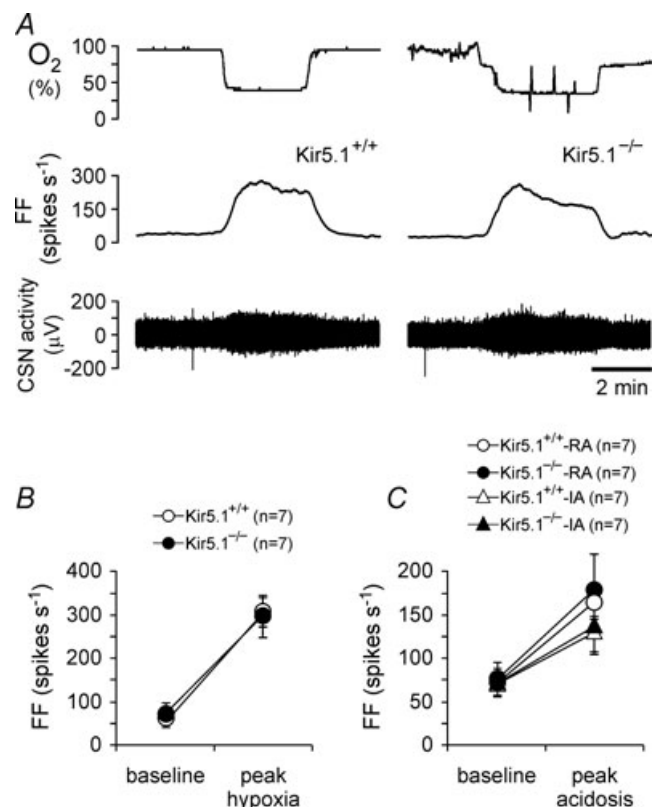 A
O2
(%)
100
50
0
Kir5.1+/+
Kir5.1−/−
FF
(spikes s-1)
300
150
0
CSN activity
(µV)
200
0
-200
2 min
B
Kir5.1+/+ (n=7)
Kir5.1−/− (n=7)
FF (spikes s-1)
400
300
200
100
0
baseline
peak
hypoxia
C
Kir5.1+/+-RA (n=7)
Kir5.1−/−-RA (n=7)
Kir5.1+/+-IA (n=7)
Kir5.1−/−-IA (n=7)
FF (spikes s-1)
200
150
100
50
0
baseline
peak
acidosis